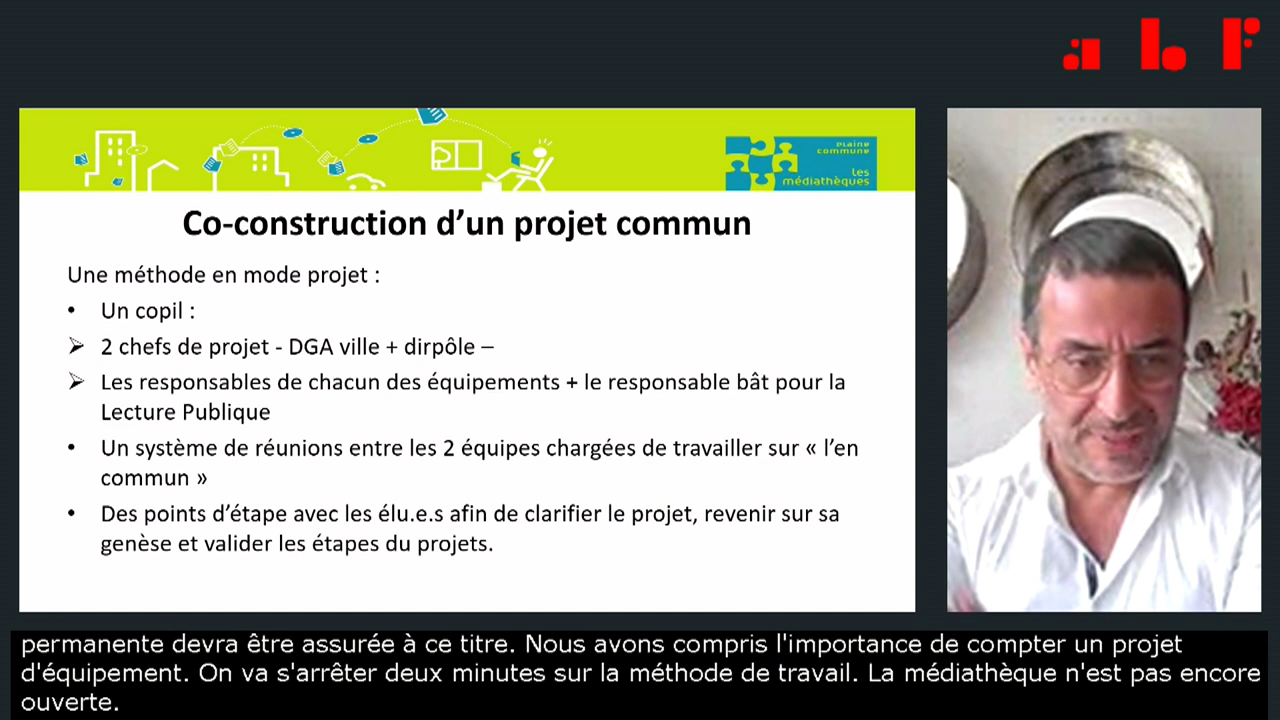 abF
plaine
commune
Les
médiathèques
Co-construction d’un projet commun
Une méthode en mode projet :
• Un copil :
➢ 2 chefs de projet - DGA ville + dirpôle –
➢ Les responsables de chacun des équipements + le responsable bât pour la
Lecture Publique
• Un système de réunions entre les 2 équipes chargées de travailler sur « l’en
commun »
• Des points d’étape avec les élu.e.s afin de clarifier le projet, revenir sur sa
genèse et valider les étapes du projets.
permanente devra être assurée à ce titre. Nous avons compris l'importance de compter un projet
d'équipement. On va s'arrêter deux minutes sur la méthode de travail. La médiathèque n'est pas encore
ouverte.